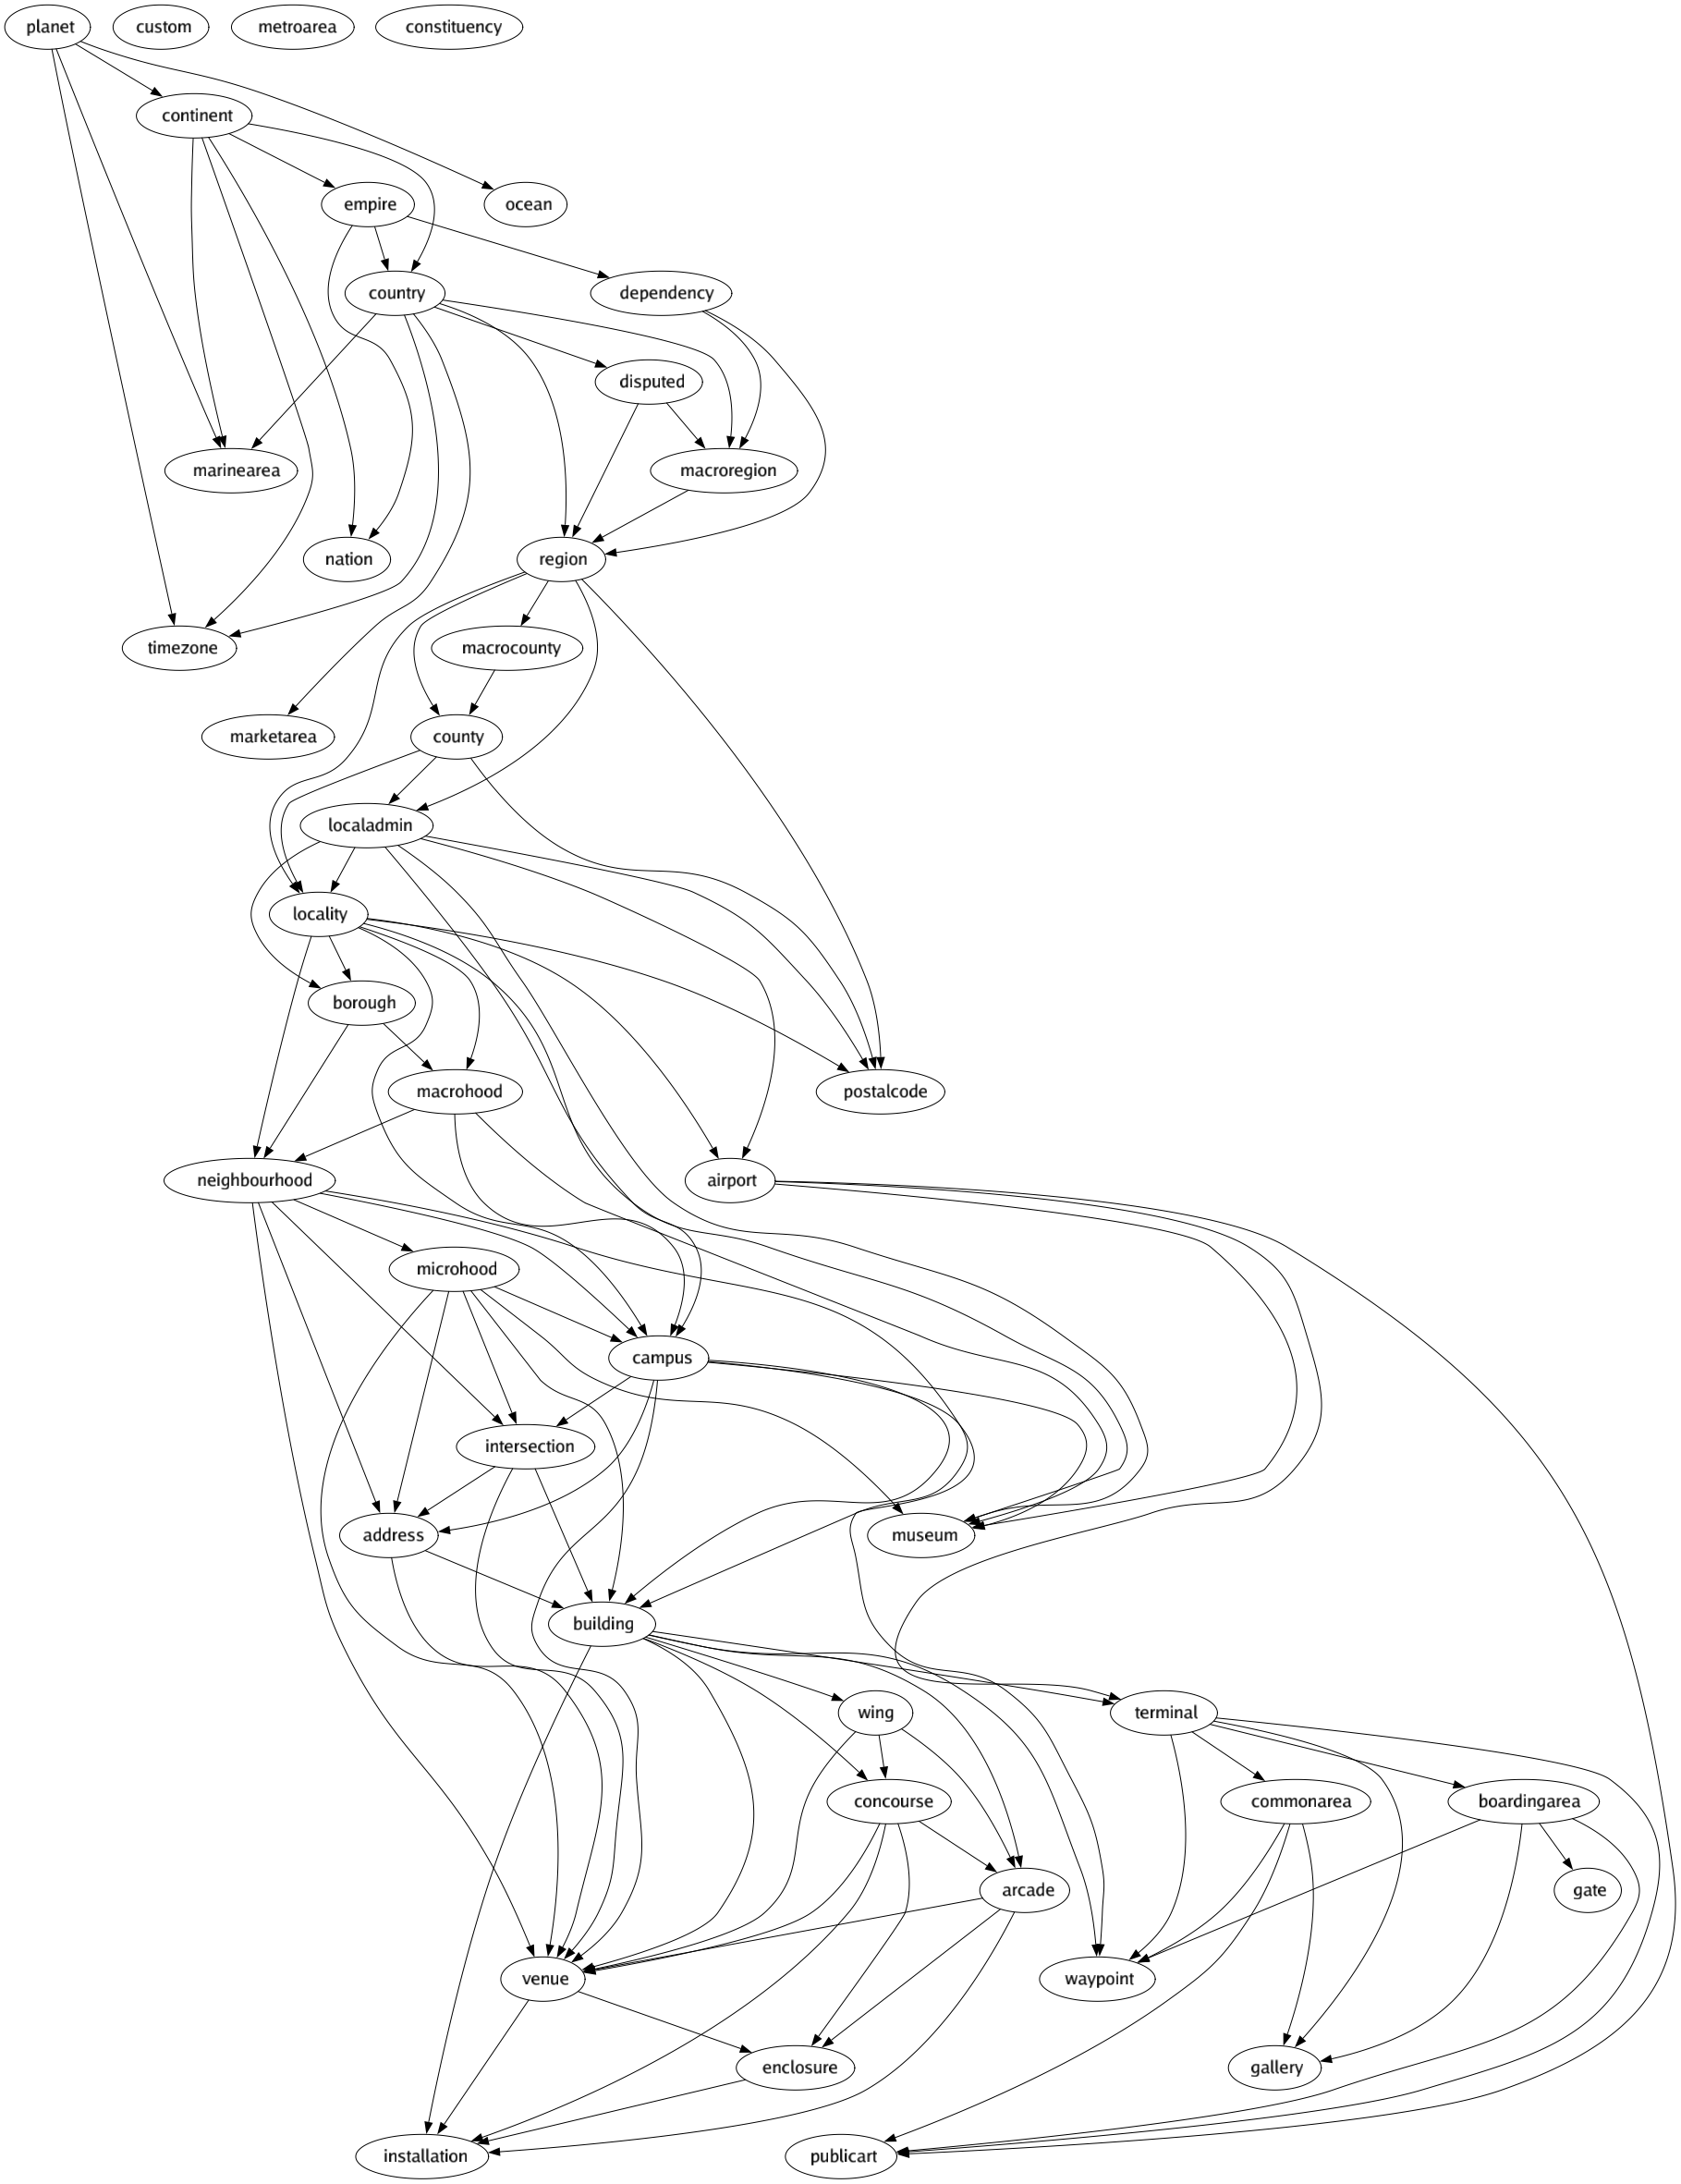 planet
custom
metroarea
constituency
continent
empire
ocean
country
dependency
disputed
marinearea
macroregion
nation
region
timezone
macrocounty
marketarea
county
localadmin
locality
borough
macrohood
postalcode
neighbourhood
airport
microhood
campus
intersection
address
museum
building
wing
terminal
concourse
commonarea
boardingarea
arcade
gate
venue
waypoint
enclosure
gallery
installation
publicart